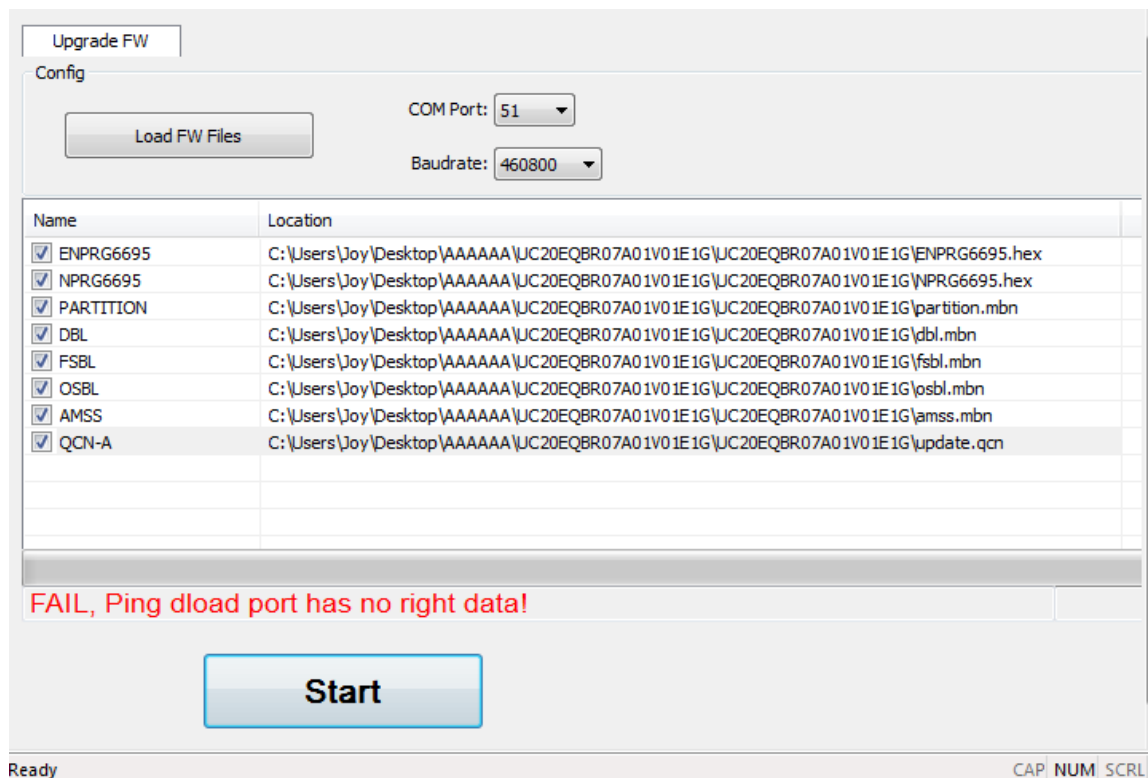 Upgrade FW
Config
Load FW Files
COM Port: 51
Baudrate: 460800
Name Location
ENPRG6695 C:\Users\Joy\Desktop\AAAAAA\UC20EQBR07A01V01E1G\UC20EQBR07A01V01E1G\ENPRG6695.hex
NPRG6695 C:\Users\Joy\Desktop\AAAAAA\UC20EQBR07A01V01E1G\UC20EQBR07A01V01E1G\NPRG6695.hex
PARTITION C:\Users\Joy\Desktop\AAAAAA\UC20EQBR07A01V01E1G\UC20EQBR07A01V01E1G\partition.mbn
DBL C:\Users\Joy\Desktop\AAAAAA\UC20EQBR07A01V01E1G\UC20EQBR07A01V01E1G\dbl.mbn
FSBL C:\Users\Joy\Desktop\AAAAAA\UC20EQBR07A01V01E1G\UC20EQBR07A01V01E1G\fsbl.mbn
OSBL C:\Users\Joy\Desktop\AAAAAA\UC20EQBR07A01V01E1G\UC20EQBR07A01V01E1G\osbl.mbn
AMSS C:\Users\Joy\Desktop\AAAAAA\UC20EQBR07A01V01E1G\UC20EQBR07A01V01E1G\amss.mbn
QCN-A C:\Users\Joy\Desktop\AAAAAA\UC20EQBR07A01V01E1G\UC20EQBR07A01V01E1G\update.qcn
FAIL, Ping dload port has no right data!
Start
Ready CAP NUM SCRL